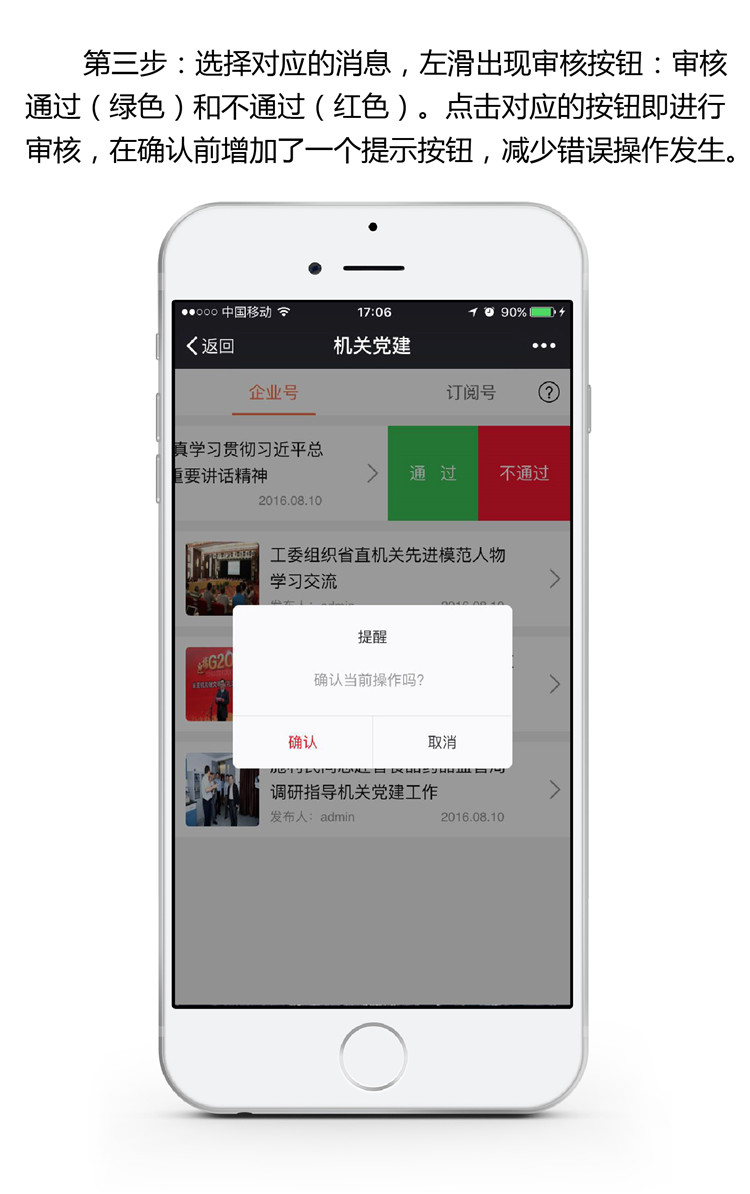 第三步：选择对应的消息，左滑出现审核按钮：审核
通过（绿色）和不通过（红色）。点击对应的按钮即进行
审核，在确认前增加了一个提示按钮，减少错误操作发生。
中国移动 17:06 90%
返回 机关党建
企业号 订阅号 ?
真学习贯彻习近平总
重要讲话精神
2016.08.10
通 过 不通过
工委组织省直机关先进模范人物
学习交流
发布人：admin 2016.08.10
G20
提醒
确认当前操作吗?
确认 取消
调研指导机关党建工作
发布人：admin 2016.08.10